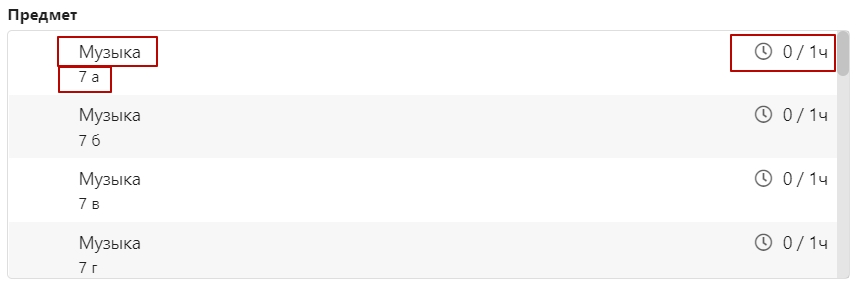 Предмет
Музыка 0 / 1ч
7 а
Музыка 0 / 1ч
7 б
Музыка 0 / 1ч
7 в
Музыка 0 / 1ч
7 г